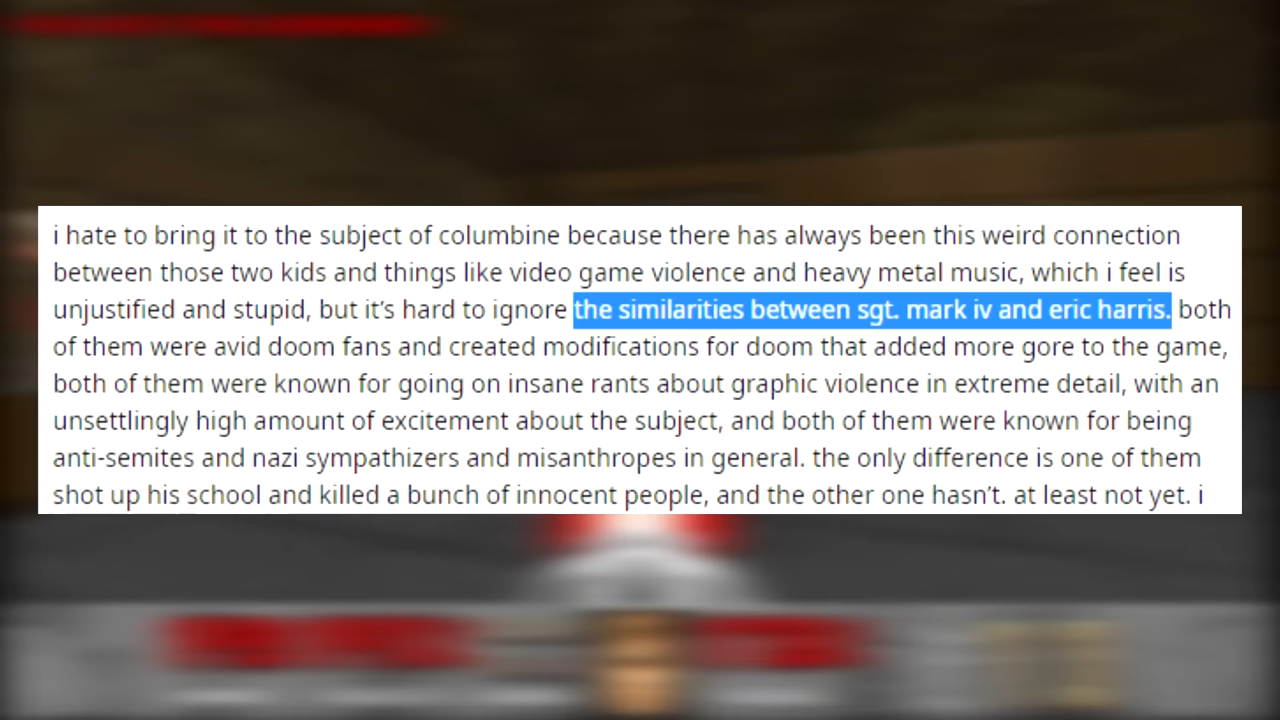 i hate to bring it to the subject of columbine because there has always been this weird connection
between those two kids and things like video game violence and heavy metal music, which i feel is
unjustified and stupid, but it’s hard to ignore the similarities between sgt. mark iv and eric harris. both
of them were avid doom fans and created modifications for doom that added more gore to the game,
both of them were known for going on insane rants about graphic violence in extreme detail, with an
unsettlingly high amount of excitement about the subject, and both of them were known for being
anti-semites and nazi sympathizers and misanthropes in general. the only difference is one of them
shot up his school and killed a bunch of innocent people, and the other one hasn’t. at least not yet. i